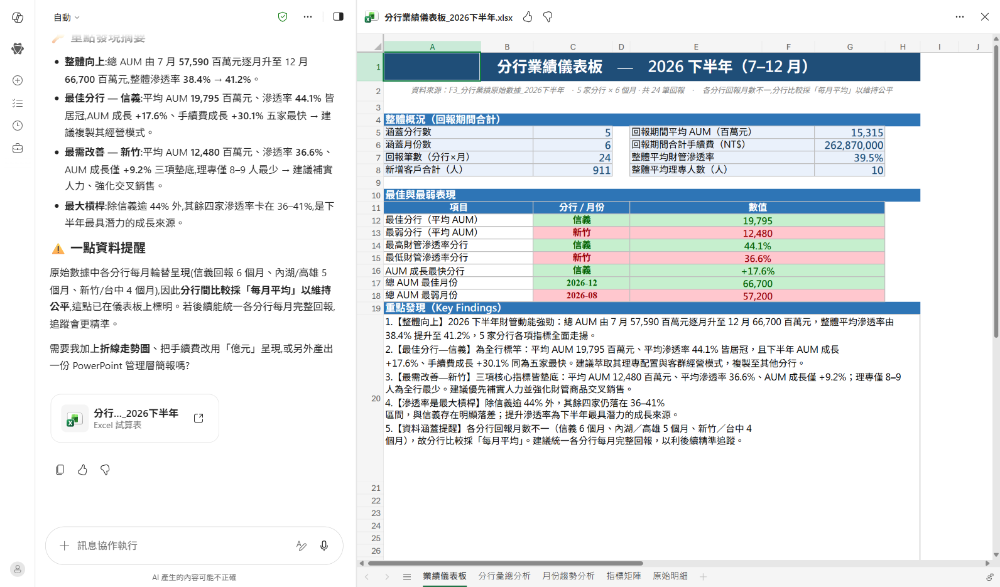 自動
重點發現摘要
整體向上:總 AUM 由 7 月 57,590 百萬元逐月升至 12 月
66,700 百萬元,整體滲透率 38.4% → 41.2%。
最佳分行 — 信義:平均 AUM 19,795 百萬元、滲透率 44.1% 皆
居冠,AUM 成長 +17.6%、手續費成長 +30.1% 五家最快 → 建
議複製其經營模式。
最需改善 — 新竹:平均 AUM 12,480 百萬元、滲透率 36.6%、
AUM 成長僅 +9.2% 三項墊底,理專僅 8–9 人最少 → 建議補實
人力、強化交叉銷售。
最大槓桿:除信義逾 44% 外,其餘四家滲透率卡在 36–41%,是下
半年最具潛力的成長來源。
一點資料提醒
原始數據中各分行每月輪替呈現(信義回報 6 個月、內湖/高雄 5
個月、新竹/台中 4 個月),因此分行間比較採「每月平均」以維持
公平,這點已在儀表板上標明。若後續能統一各分行每月完整回報,
追蹤會更精準。
需要我加上折線走勢圖、把手續費改用「億元」呈現,或另外產出
一份 PowerPoint 管理層簡報嗎?
分行..._2026下半年
Excel 試算表
訊息協作執行
AI 產生的內容可能不正確
分行業績儀表板_2026下半年.xlsx
A B C D E F G H I J
1 分行業績儀表板 — 2026 下半年（7–12 月）
2 資料來源：F3_分行業績原始數據_2026下半年 · 5 家分行 × 6 個月 · 共 24 筆回報 · 各分行回報月數不一,分行比較採「每月平均」以維持公平
3
4 整體概況（回報期間合計）
5 涵蓋分行數 5 回報期間平均 AUM（百萬元） 15,315
6 涵蓋月份數 6 回報期間合計手續費（NT$） 262,870,000
7 回報筆數（分行×月） 24 整體平均財管滲透率 39.5%
8 新增客戶合計（人） 911 整體平均理專人數（人） 10
9
10 最佳與最弱表現
11 項目 分行 / 月份 數值
12 最佳分行（平均 AUM） 信義 19,795
13 最弱分行（平均 AUM） 新竹 12,480
14 最高財管滲透率分行 信義 44.1%
15 最低財管滲透率分行 新竹 36.6%
16 AUM 成長最快分行 信義 +17.6%
17 總 AUM 最佳月份 2026-12 66,700
18 總 AUM 最弱月份 2026-08 57,200
19 重點發現（Key Findings）
1.【整體向上】2026 下半年財管動能強勁：總 AUM 由 7 月 57,590 百萬元逐月升至 12 月 66,700 百萬元，整體平均滲透率由
38.4% 提升至 41.2%，5 家分行各項指標全面走揚。
2.【最佳分行—信義】為全行標竿：平均 AUM 19,795 百萬元、平均滲透率 44.1% 皆居冠，且下半年 AUM 成長
+17.6%、手續費成長 +30.1% 同為五家最快。建議萃取其理專配置與客群經營模式，複製至其他分行。
3.【最需改善—新竹】三項核心指標皆墊底：平均 AUM 12,480 百萬元、平均滲透率 36.6%、AUM 成長僅 +9.2%；理專僅 8–9
人為全行最少。建議優先補實人力並強化財管商品交叉銷售。
20
4.【滲透率是最大槓桿】除信義逾 44% 外，其餘四家仍落在 36–41%
區間，與信義存在明顯落差；提升滲透率為下半年最具潛力的成長來源。
5.【資料涵蓋提醒】各分行回報月數不一（信義 6 個月、內湖／高雄 5 個月、新竹／台中 4
個月），故分行比較採「每月平均」。建議統一各分行每月完整回報，以利後續精準追蹤。
21
22
23
24
25
26
業績儀表板 分行彙總分析 月份趨勢分析 指標矩陣 原始明細